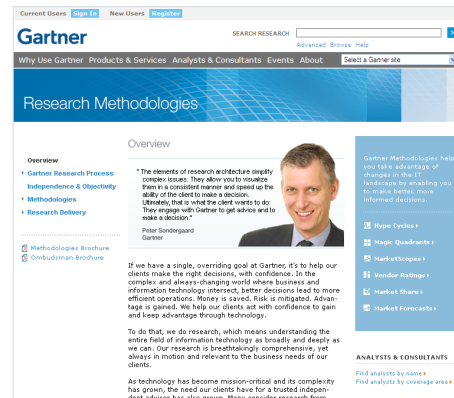 Current Users Sign In New Users Register
Gartner
SEARCH RESEARCH
Advanced Browse Help
Why Use Gartner Products & Services Analysts & Consultants Events About
Select a Gartner site
Research Methodologies
Overview
Gartner Research Process
Independence & Objectivity
Methodologies
Research Delivery
Methodologies Brochure
Ombudsman Brochure
Overview
" The elements of research architecture simplify
complex issues. They allow you to visualize
them in a consistent manner and speed up the
ability of the client to make a decision.
Ultimately, that is what the client wants to do:
They engage with Gartner to get advice and to
make a decision."
Peter Sondergaard
Gartner
If we have a single, overriding goal at Gartner, it's to help our
clients make the right decisions, with confidence. In the
complex and always-changing world where business and
information technology intersect, better decisions lead to more
efficient operations. Money is saved. Risk is mitigated. Advan-
tage is gained. We help our clients act with confidence to gain
and keep advantage through technology.
To do that, we do research, which means understanding the
entire field of information technology as broadly and deeply as
we can. Our research is breathtakingly comprehensive, yet
always in motion and relevant to the business needs of our
clients.
As technology has become mission-critical and its complexity
has grown, the need our clients have for a trusted indepen-
dent adviser has also grown. Many consider research from
Gartner Methodologies help
you take advantage of
changes in the IT
landscape by enabling you
to make better, more
informed decisions.
Hype Cycles
Magic Quadrants
MarketScopes
Vendor Ratings
Market Share
Market Forecasts
ANALYSTS & CONSULTANTS
Find analysts by name
Find analysts by coverage area